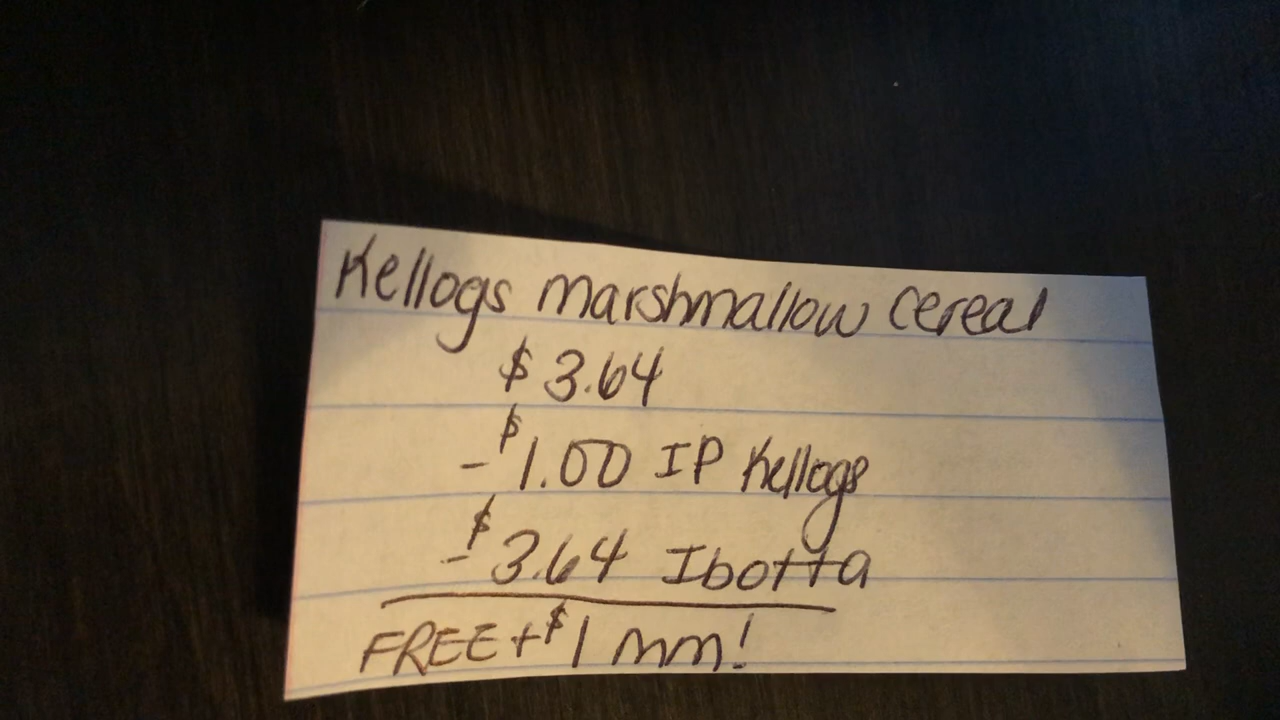 Kellogs marshmallow cereal
$3.64
-$1.00 IP Kellogs
-$3.64 Ibotta
FREE+$1 mm!